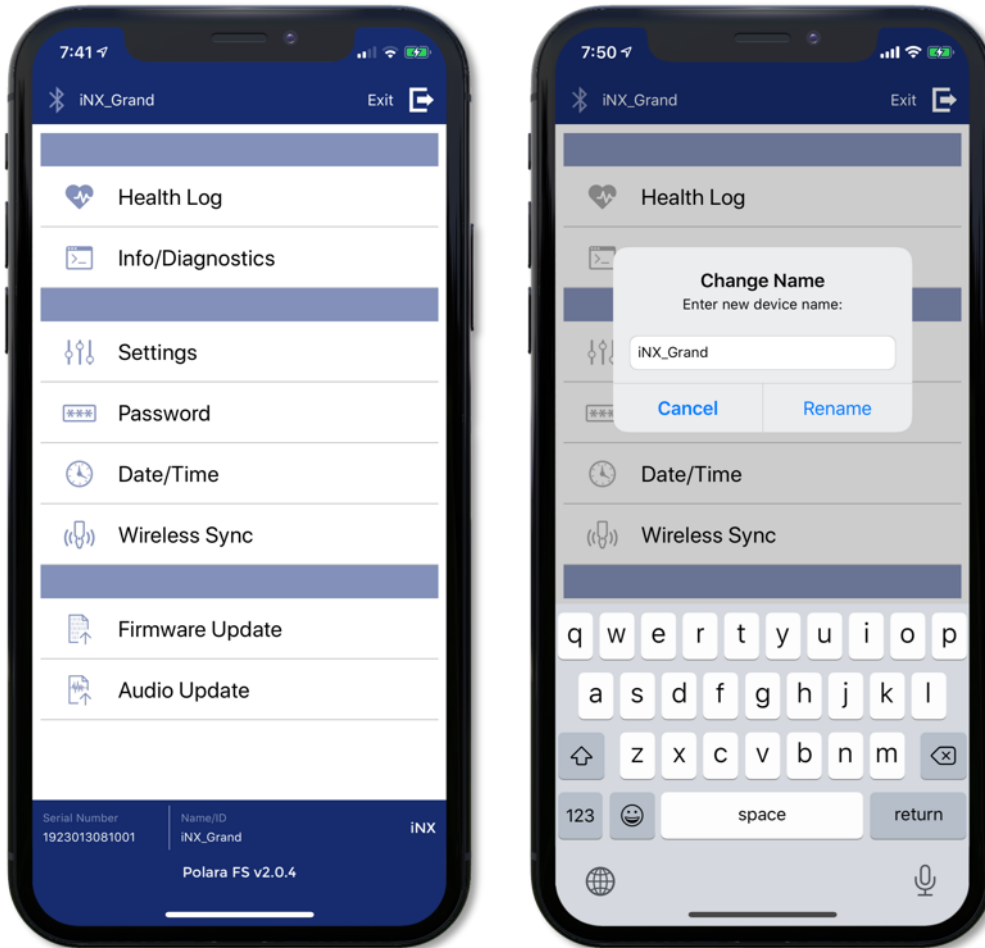 7:41
iNX_Grand
Exit
Health Log
Info/Diagnostics
Settings
***
Password
Date/Time
Wireless Sync
Firmware Update
Audio Update
Serial Number
1923013081001
Name/ID
iNX_Grand
iNX
Polara FS v2.0.4
7:50
iNX_Grand
Exit
Health Log
Change Name
Enter new device name:
iNX_Grand
Cancel
Rename
***
Date/Time
Wireless Sync
q w e r t y u i o p
a s d f g h j k l
z x c v b n m
123
space
return